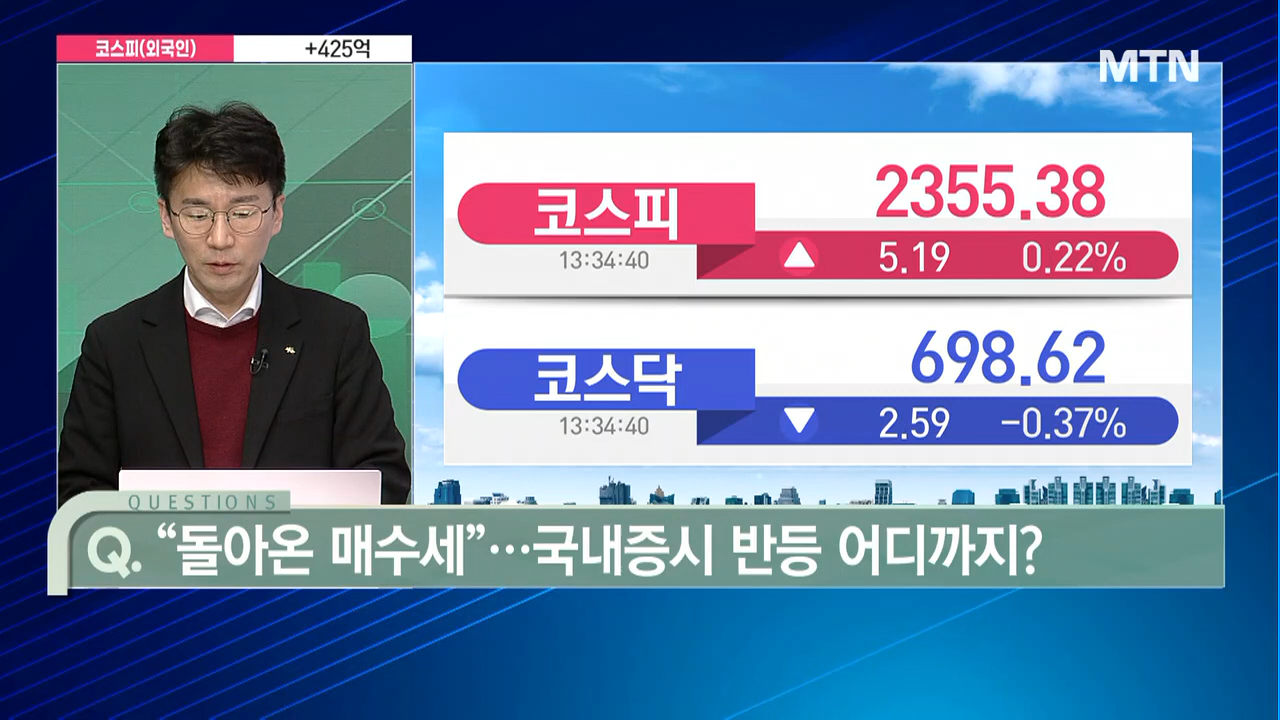 코스피(외국인) +425억
MTN
코스피 2355.38
13:34:40 ▲ 5.19 0.22%
코스닥 698.62
13:34:40 ▼ 2.59 -0.37%
QUESTIONS
Q. “돌아온 매수세”…국내증시 반등 어디까지?